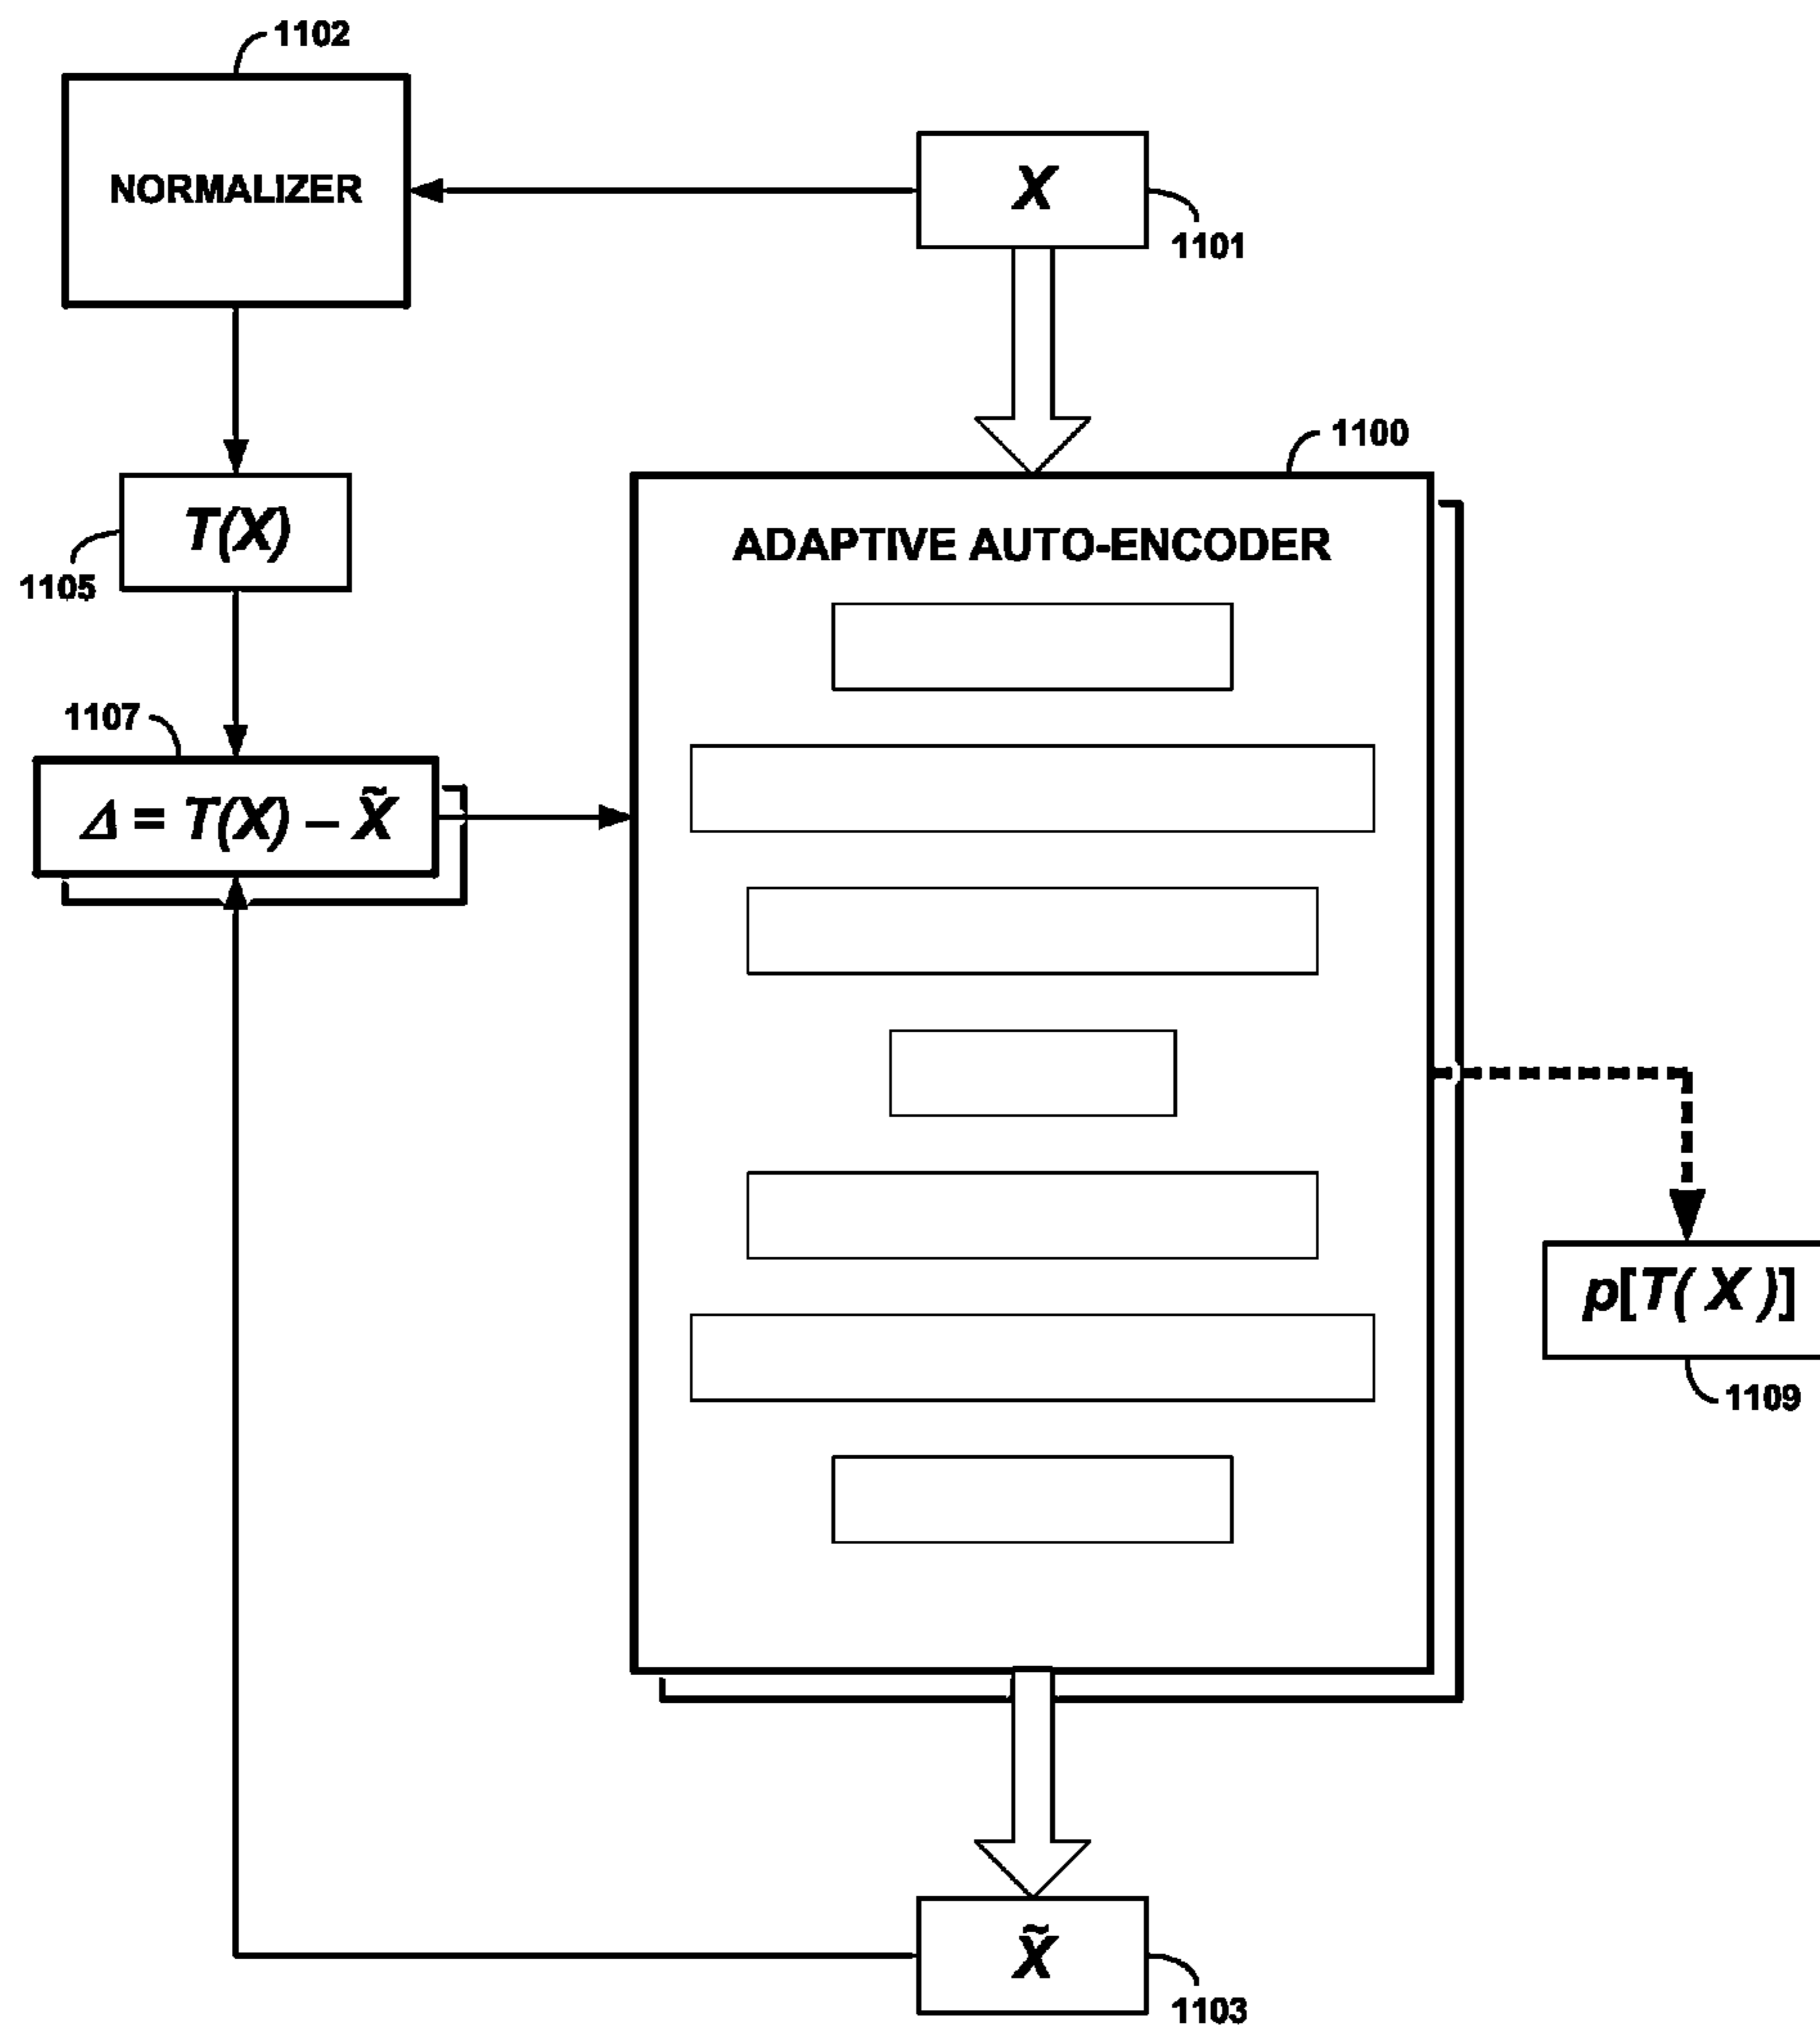 1102
NORMALIZER
X
1101
1100
T(X)
1105
ADAPTIVE AUTO-ENCODER
1107
Δ = T(X) – X̃
p[T( X )]
1109
X̃
1103